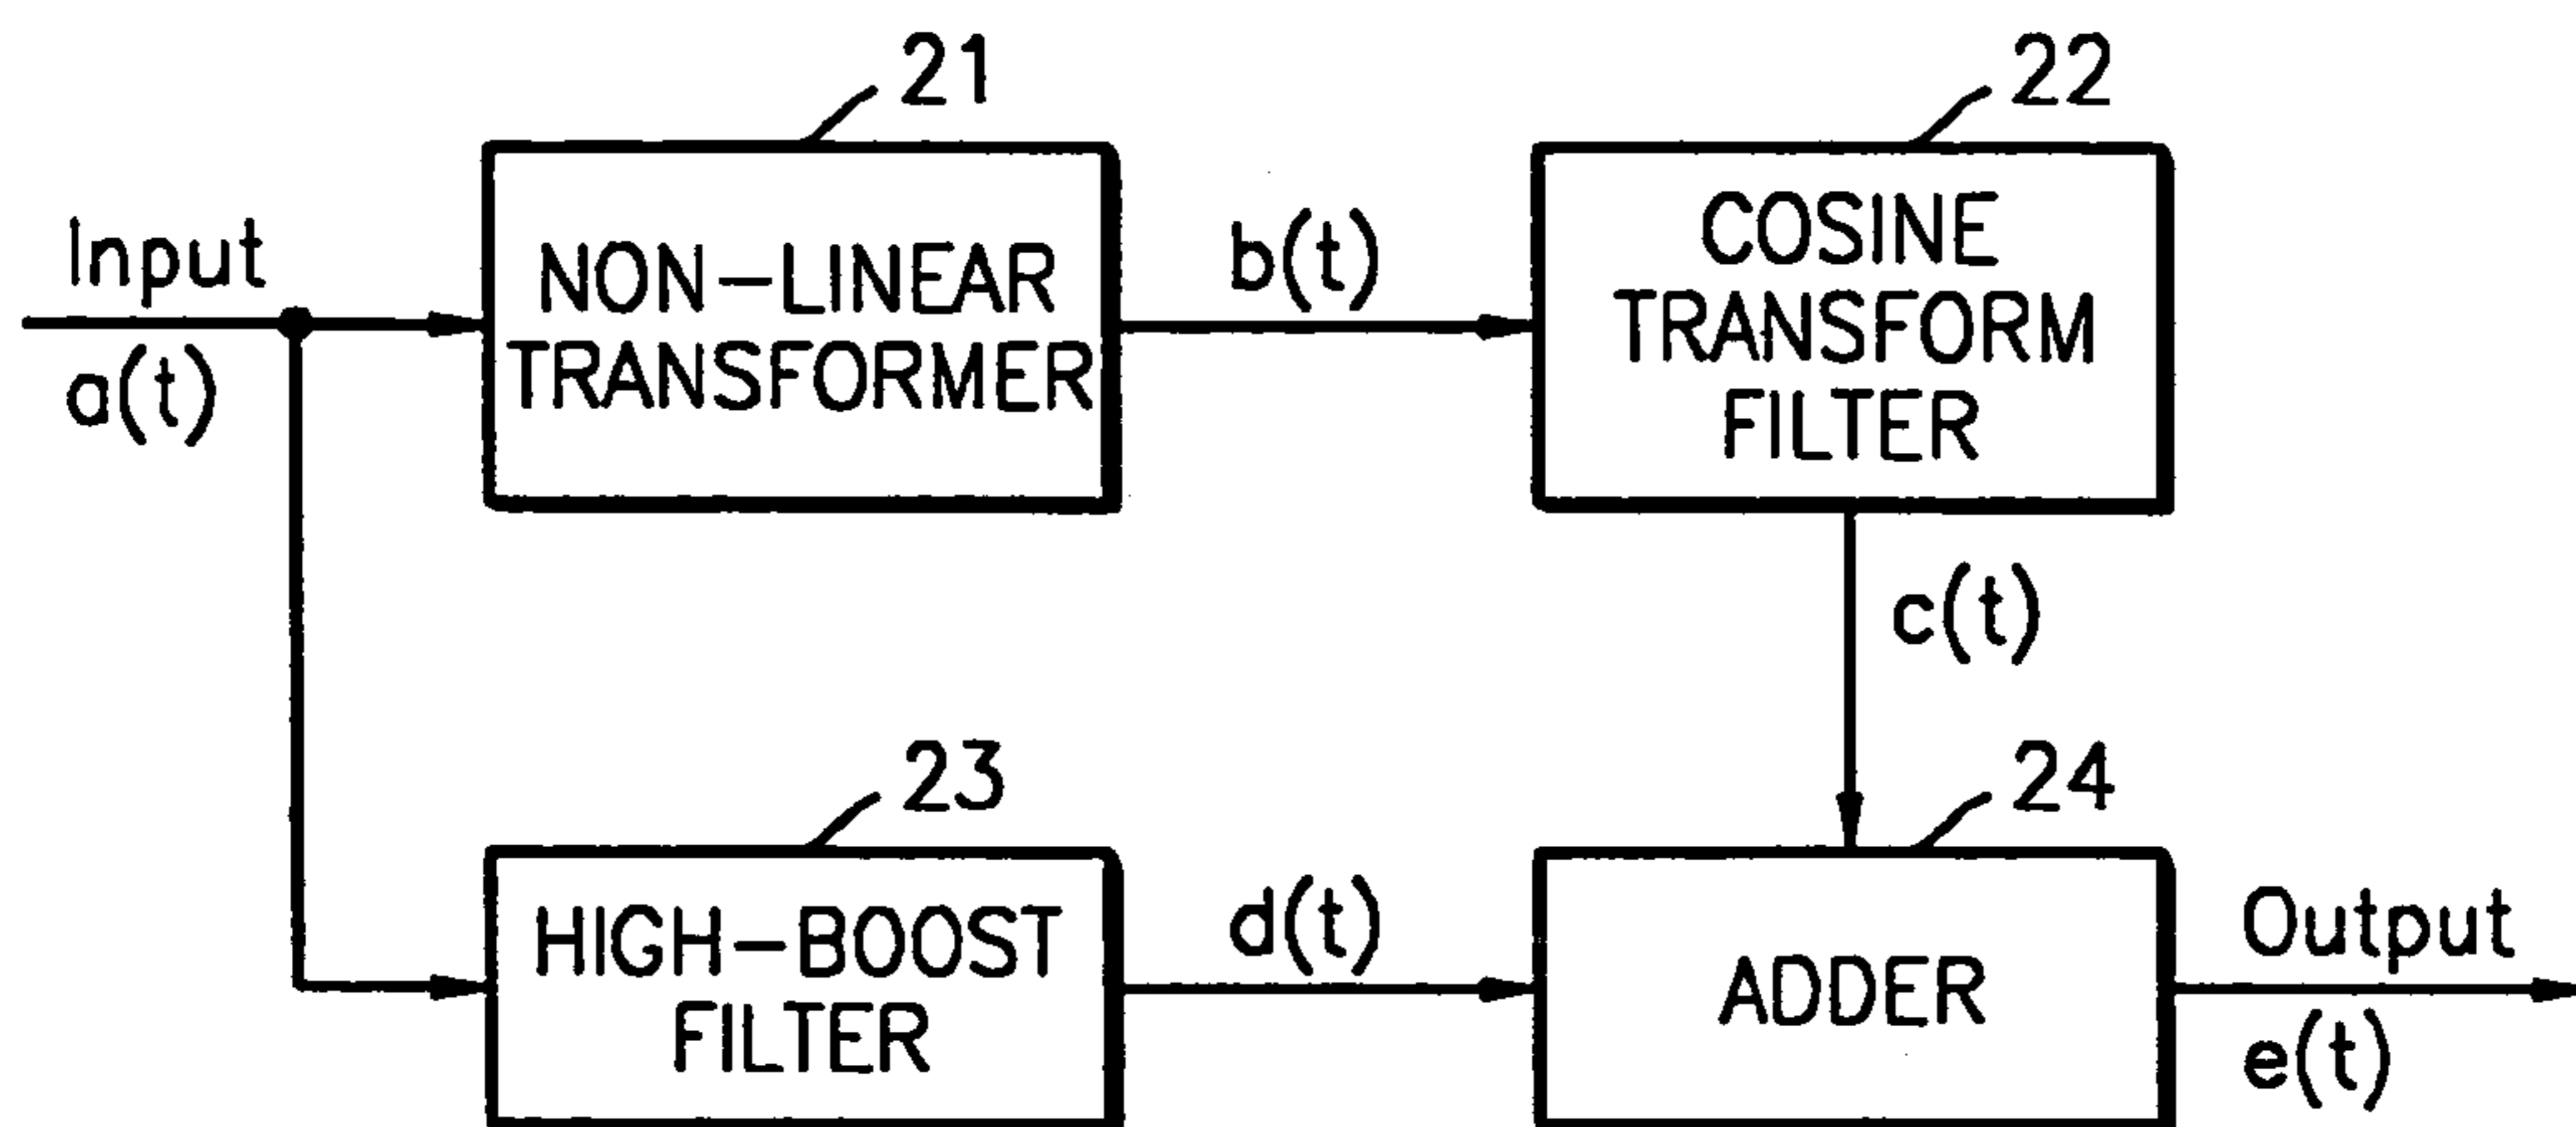 21
22
Input
a(t)
NON-LINEAR
TRANSFORMER
b(t)
COSINE
TRANSFORM
FILTER
c(t)
23
24
HIGH-BOOST
FILTER
d(t)
ADDER
Output
e(t)